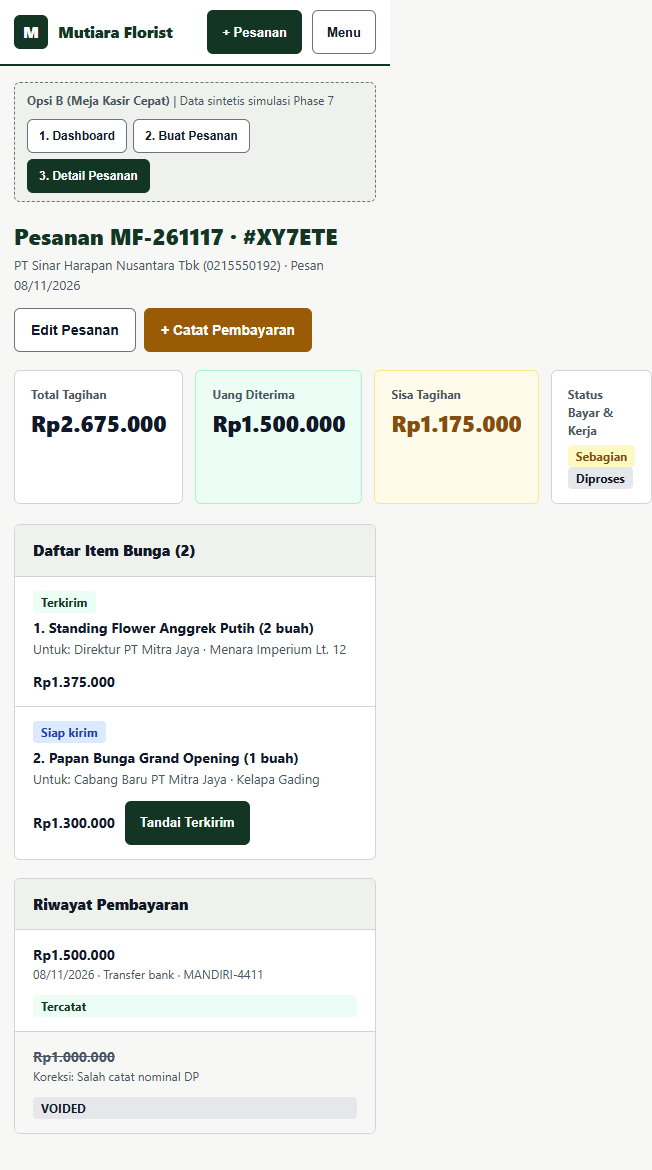 M Mutiara Florist + Pesanan Menu
Opsi B (Meja Kasir Cepat) | Data sintetis simulasi Phase 7
1. Dashboard 2. Buat Pesanan
3. Detail Pesanan
Pesanan MF-261117 · #XY7ETE
PT Sinar Harapan Nusantara Tbk (0215550192) · Pesan
08/11/2026
Edit Pesanan + Catat Pembayaran
Total Tagihan
Rp2.675.000
Uang Diterima
Rp1.500.000
Sisa Tagihan
Rp1.175.000
Status
Bayar &
Kerja
Sebagian
Diproses
Daftar Item Bunga (2)
Terkirim
1. Standing Flower Anggrek Putih (2 buah)
Untuk: Direktur PT Mitra Jaya · Menara Imperium Lt. 12
Rp1.375.000
Siap kirim
2. Papan Bunga Grand Opening (1 buah)
Untuk: Cabang Baru PT Mitra Jaya · Kelapa Gading
Rp1.300.000 Tandai Terkirim
Riwayat Pembayaran
Rp1.500.000
08/11/2026 · Transfer bank · MANDIRI-4411
Tercatat
Rp1.000.000
Koreksi: Salah catat nominal DP
VOIDED